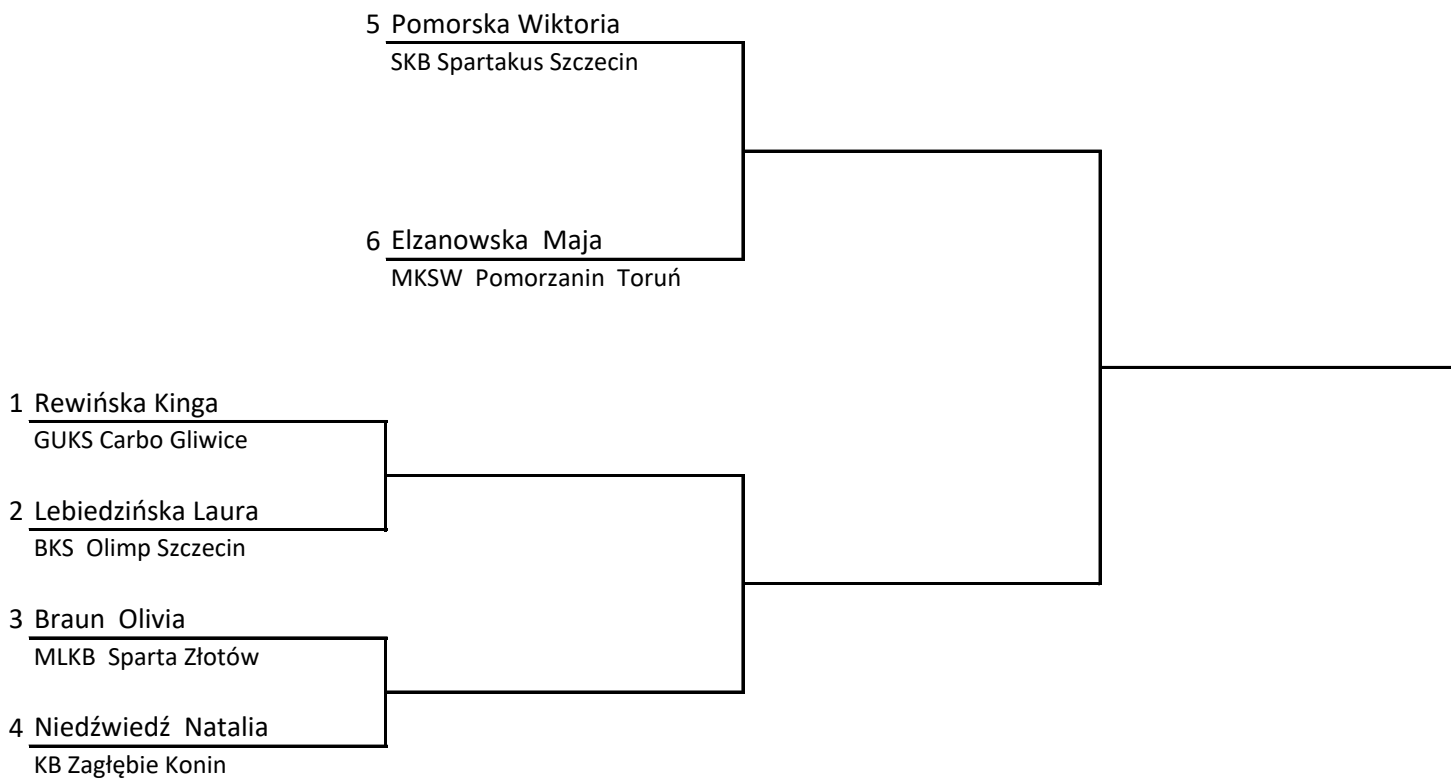 5 Pomorska Wiktoria
SKB Spartakus Szczecin
6 Elzanowska Maja
MKSW Pomorzanin Toruń
1 Rewińska Kinga
GUKS Carbo Gliwice
2 Lebiedzińska Laura
BKS Olimp Szczecin
3 Braun Olivia
MLKB Sparta Złotów
4 Niedźwiedź Natalia
KB Zagłębie Konin